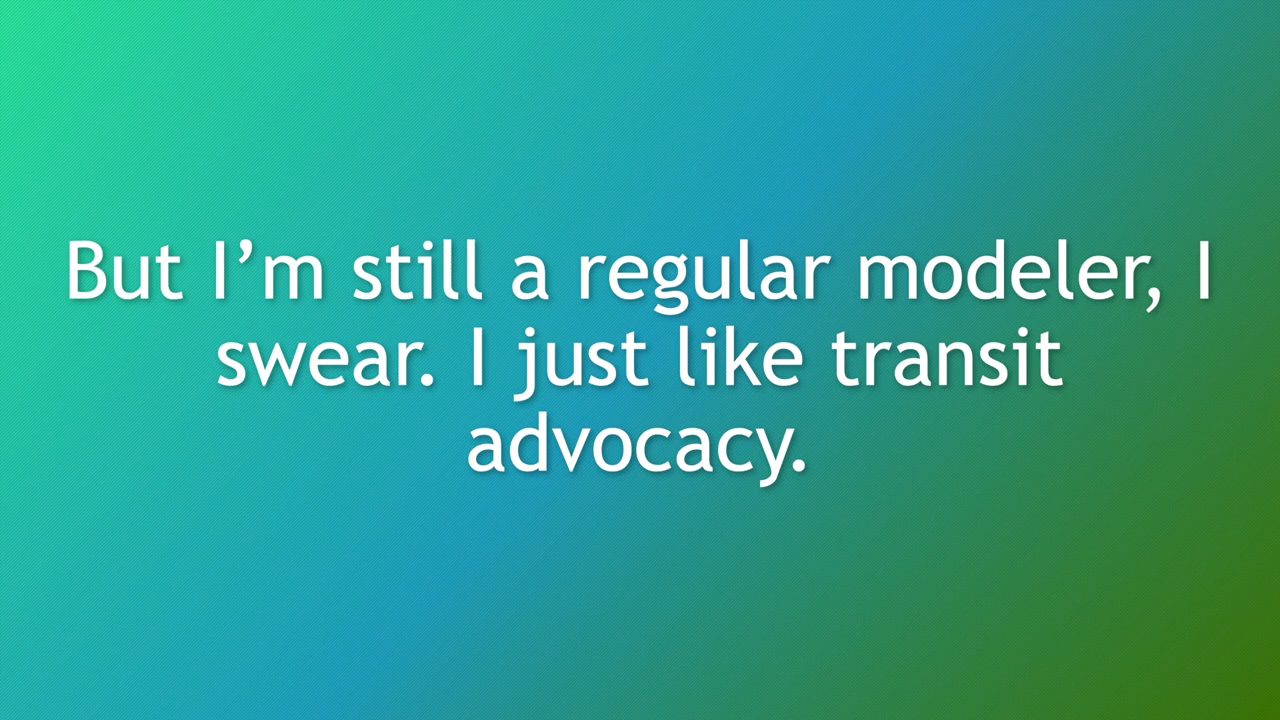 But I’m still a regular modeler, I
swear. I just like transit
advocacy.